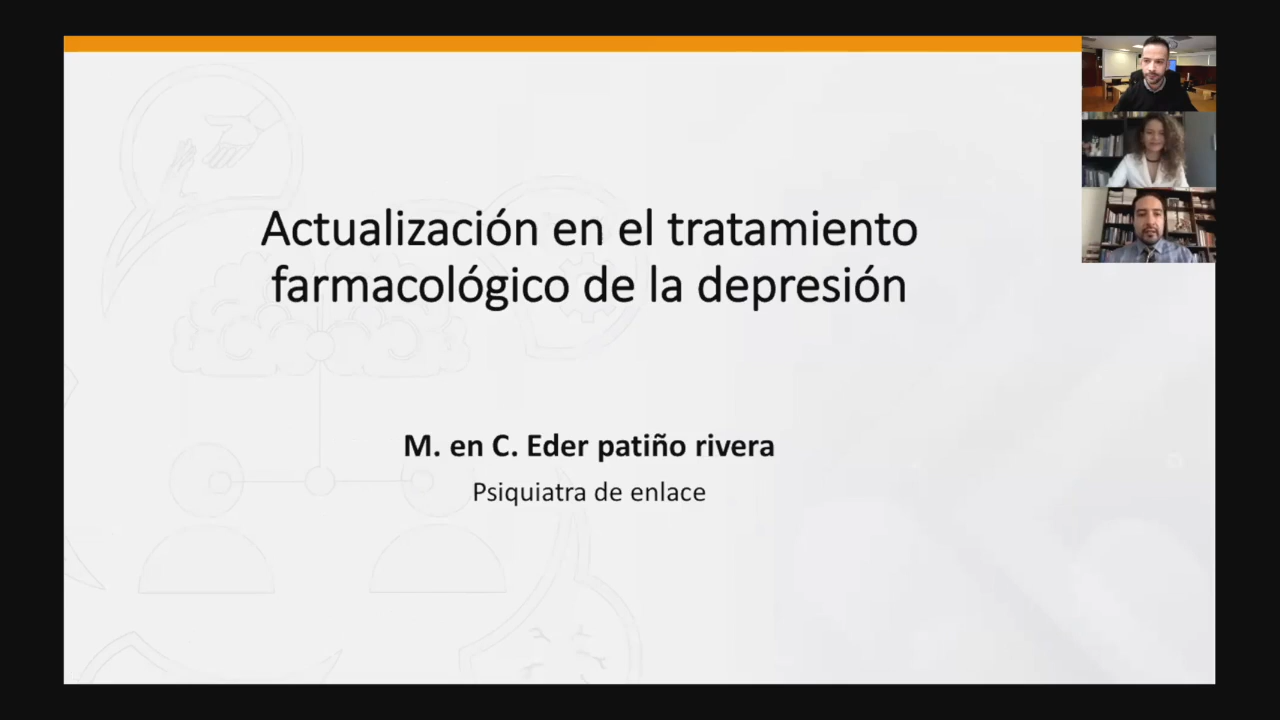 Actualización en el tratamiento
farmacológico de la depresión
M. en C. Eder patiño rivera
Psiquiatra de enlace